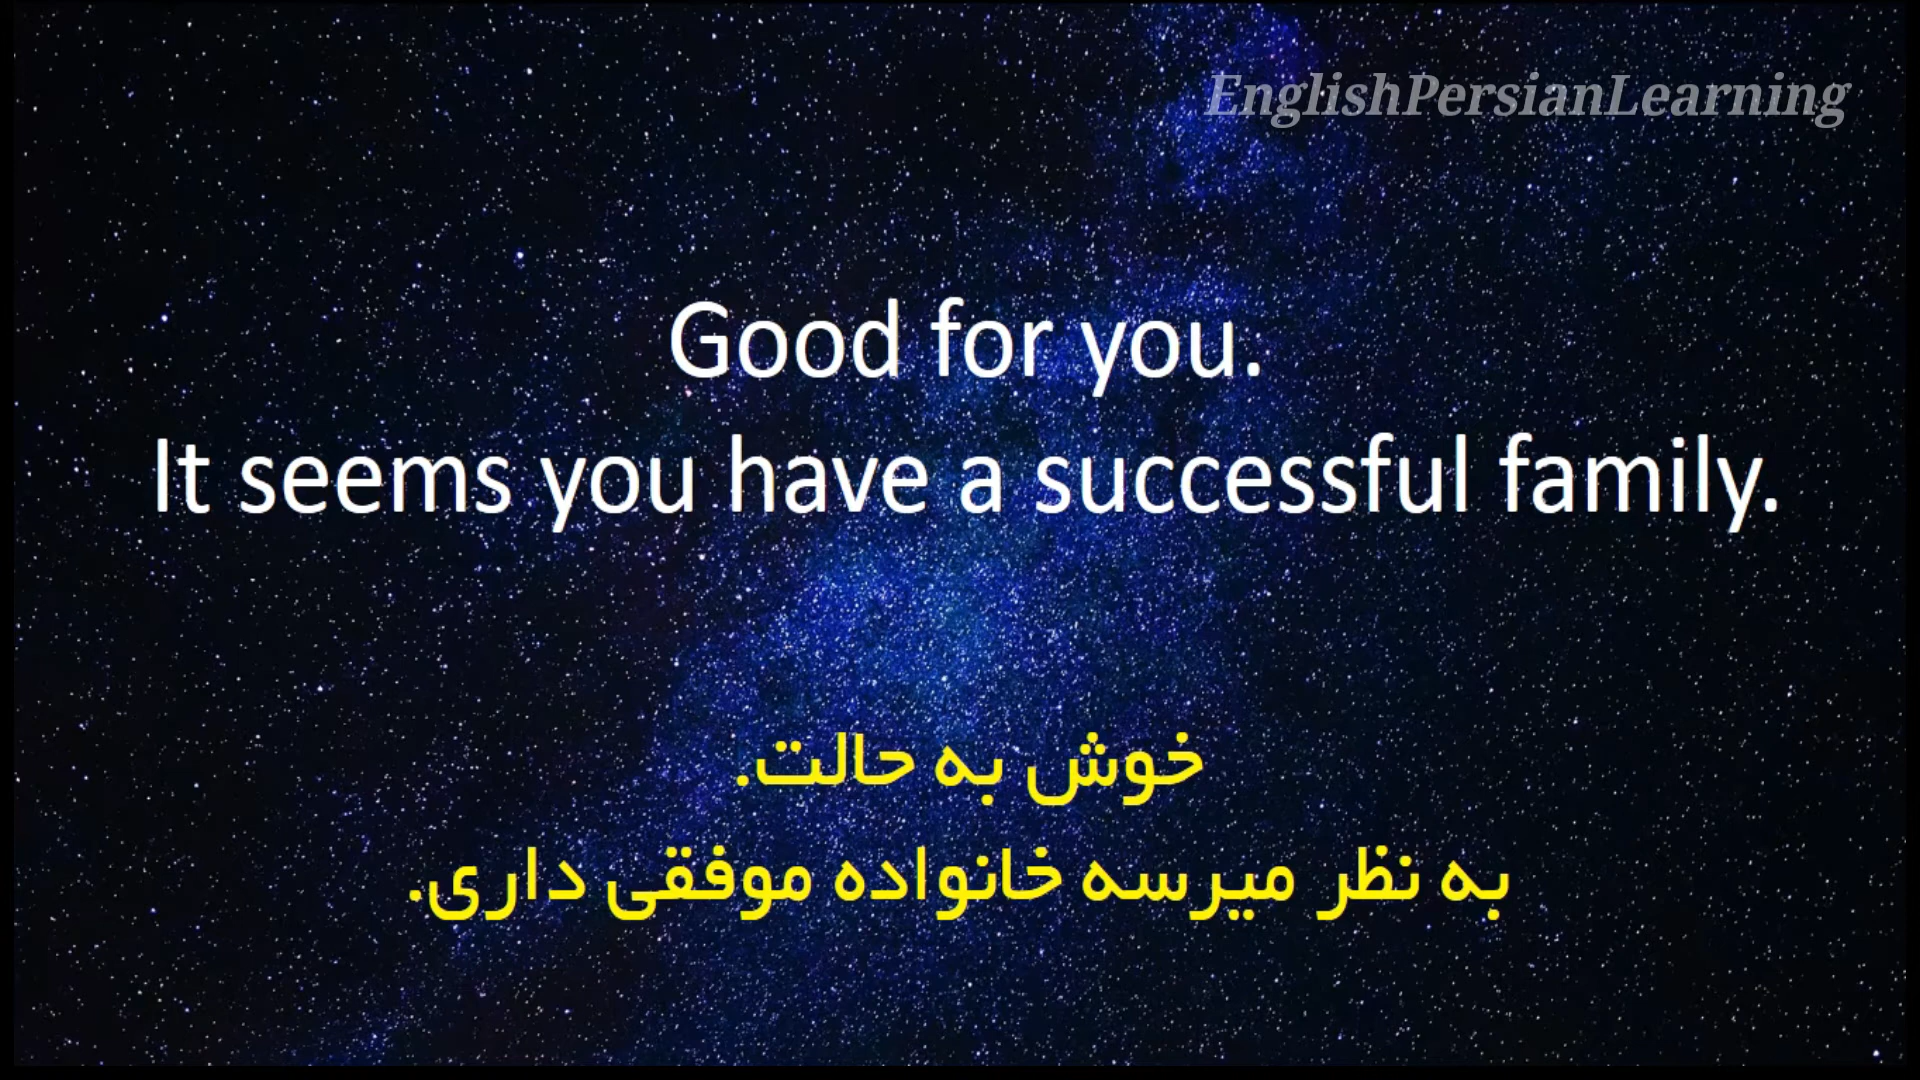 EnglishPersianLearning
Good for you.
It seems you have a successful family.
خوش به حالت.
به نظر میرسه خانواده موفقی داری.